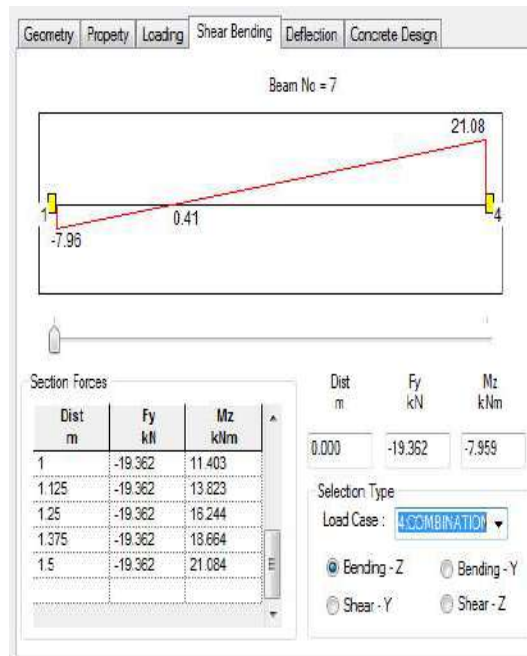 Geometry Property Loading Shear Bending Deflection Concrete Design
Beam No = 7
21.08
1
0.41
4
-7.96
Section Forces
Dist Fy Mz
m kN kNm
1 -19.362 11.403
1.125 -19.362 13.823
1.25 -19.362 16.244
1.375 -19.362 18.664
1.5 -19.362 21.084
Dist Fy Mz
m kN kNm
0.000 -19.362 -7.959
Selection Type
Load Case : 4:COMBINATION
Bending - Z Bending - Y
Shear - Y Shear - Z